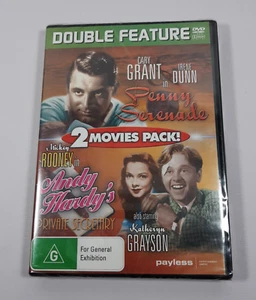 DOUBLE FEATURE
DVD
CARY
GRANT
IRENE
DUNN
in
Penny
Serenade
2 MOVIES PACK!
Mickey
ROONEY in
Andy
Hardy's
PRIVATE SECRETARY
also starring
Kathryn
GRAYSON
G
For General
Exhibition
payless